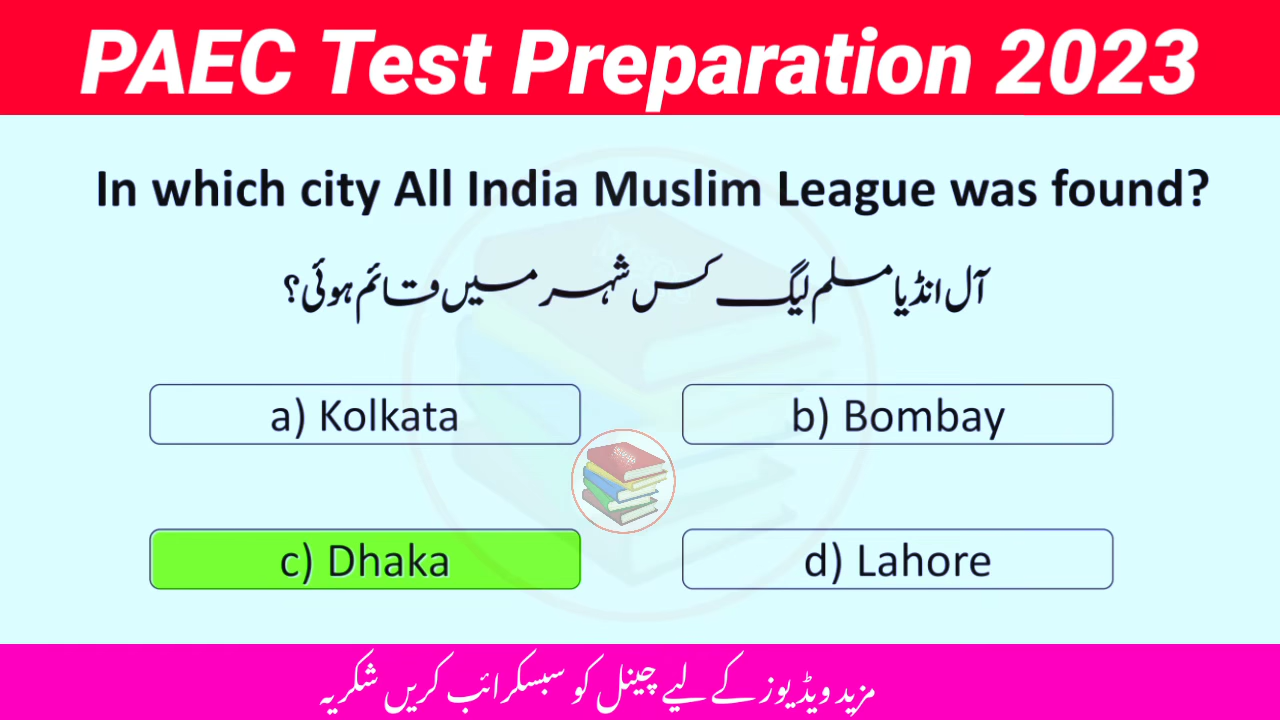 PAEC Test Preparation 2023
In which city All India Muslim League was found?
آل انڈیا مسلم لیگ کس شہر میں قائم ہوئی؟
a) Kolkata
b) Bombay
c) Dhaka
d) Lahore
مزید ویڈیوز کے لیے چینل کو سبسکرائب کریں شکریہ